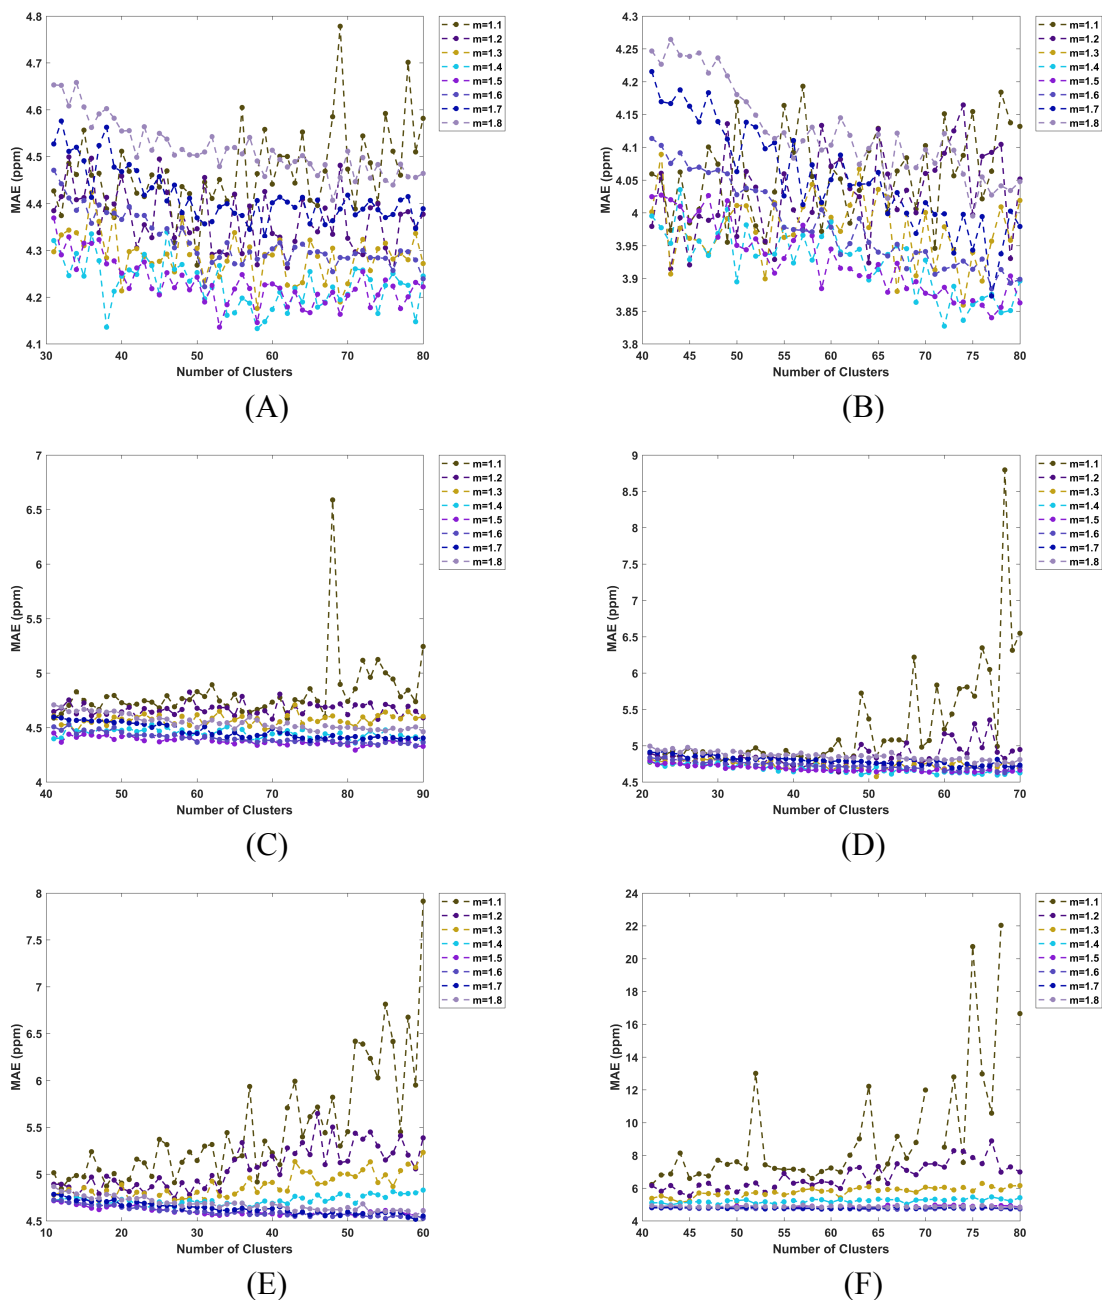 4.8
4.7
4.6
4.5
4.4
4.3
4.2
4.1
MAE (ppm)
30 40 50 60 70 80
Number of Clusters
m=1.1
m=1.2
m=1.3
m=1.4
m=1.5
m=1.6
m=1.7
m=1.8
(A)
4.3
4.25
4.2
4.15
4.1
4.05
4
3.95
3.9
3.85
3.8
MAE (ppm)
40 45 50 55 60 65 70 75 80
Number of Clusters
m=1.1
m=1.2
m=1.3
m=1.4
m=1.5
m=1.6
m=1.7
m=1.8
(B)
7
6.5
6
5.5
5
4.5
4
MAE (ppm)
40 50 60 70 80 90
Number of Clusters
m=1.1
m=1.2
m=1.3
m=1.4
m=1.5
m=1.6
m=1.7
m=1.8
(C)
9
8.5
8
7.5
7
6.5
6
5.5
5
4.5
MAE (ppm)
20 30 40 50 60 70
Number of Clusters
m=1.1
m=1.2
m=1.3
m=1.4
m=1.5
m=1.6
m=1.7
m=1.8
(D)
8
7.5
7
6.5
6
5.5
5
4.5
MAE (ppm)
10 20 30 40 50 60
Number of Clusters
m=1.1
m=1.2
m=1.3
m=1.4
m=1.5
m=1.6
m=1.7
m=1.8
(E)
24
22
20
18
16
14
12
10
8
6
4
MAE (ppm)
40 45 50 55 60 65 70 75 80
Number of Clusters
m=1.1
m=1.2
m=1.3
m=1.4
m=1.5
m=1.6
m=1.7
m=1.8
(F)